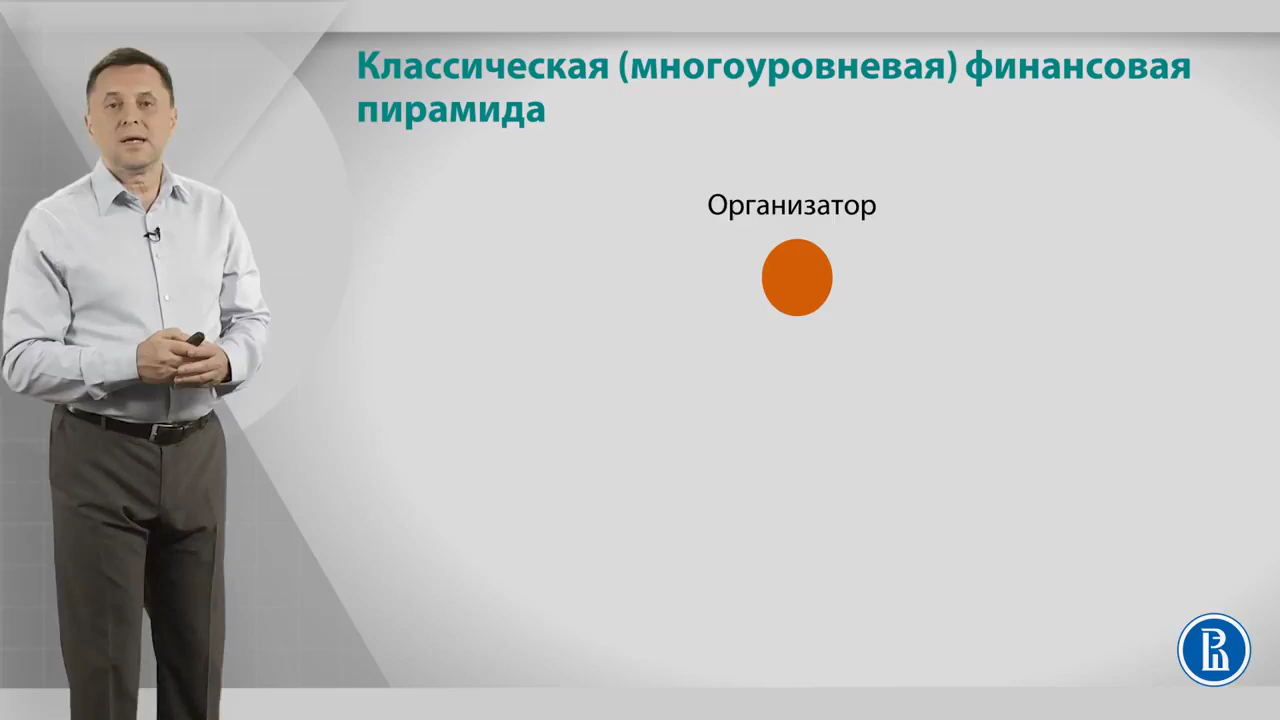 Классическая (многоуровневая) финансовая
пирамида
Организатор